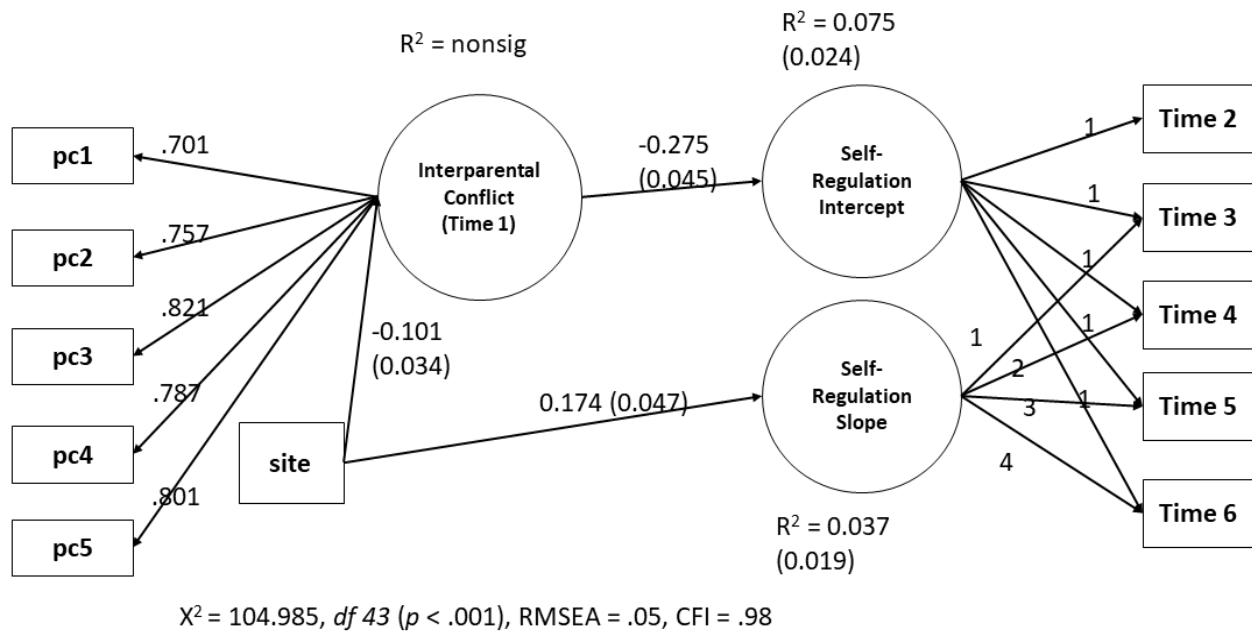 R² = nonsig
R² = 0.075
(0.024)
pc1
pc2
pc3
pc4
pc5
.701
.757
.821
.787
.801
Interparental
Conflict
(Time 1)
-0.101
(0.034)
site
-0.275
(0.045)
0.174 (0.047)
Self-
Regulation
Intercept
Self-
Regulation
Slope
R² = 0.037
(0.019)
1
1
1
1
1
1
2
3
4
Time 2
Time 3
Time 4
Time 5
Time 6
X² = 104.985, df 43 (p < .001), RMSEA = .05, CFI = .98